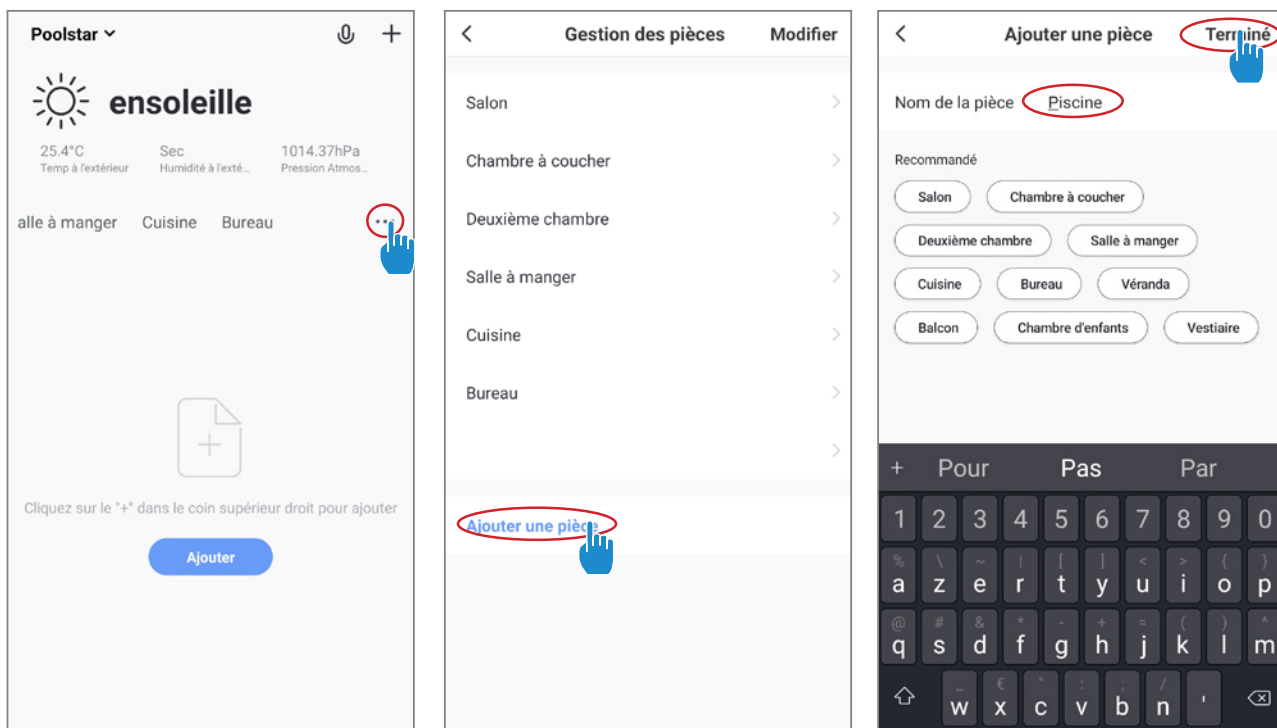 Poolstar
ensoleille
25.4°C Sec 1014.37hPa
Temp à l'extérieur Humidité à l'exté... Pression Atmos...
alle à manger Cuisine Bureau ...
Cliquez sur le "+" dans le coin supérieur droit pour ajouter
Ajouter
Gestion des pièces Modifier
Salon
Chambre à coucher
Deuxième chambre
Salle à manger
Cuisine
Bureau
Ajouter une pièce
Ajouter une pièce Terminé
Nom de la pièce Piscine
Recommandé
Salon Chambre à coucher
Deuxième chambre Salle à manger
Cuisine Bureau Véranda
Balcon Chambre d'enfants Vestiaire
+ Pour Pas Par
1 2 3 4 5 6 7 8 9 0
% \ ~ | [ ] < > { }
a z e r t y u i o p
@ # & * - + = ( ) ^
q s d f g h j k l m
_ € " : ; /
w x c v b n '